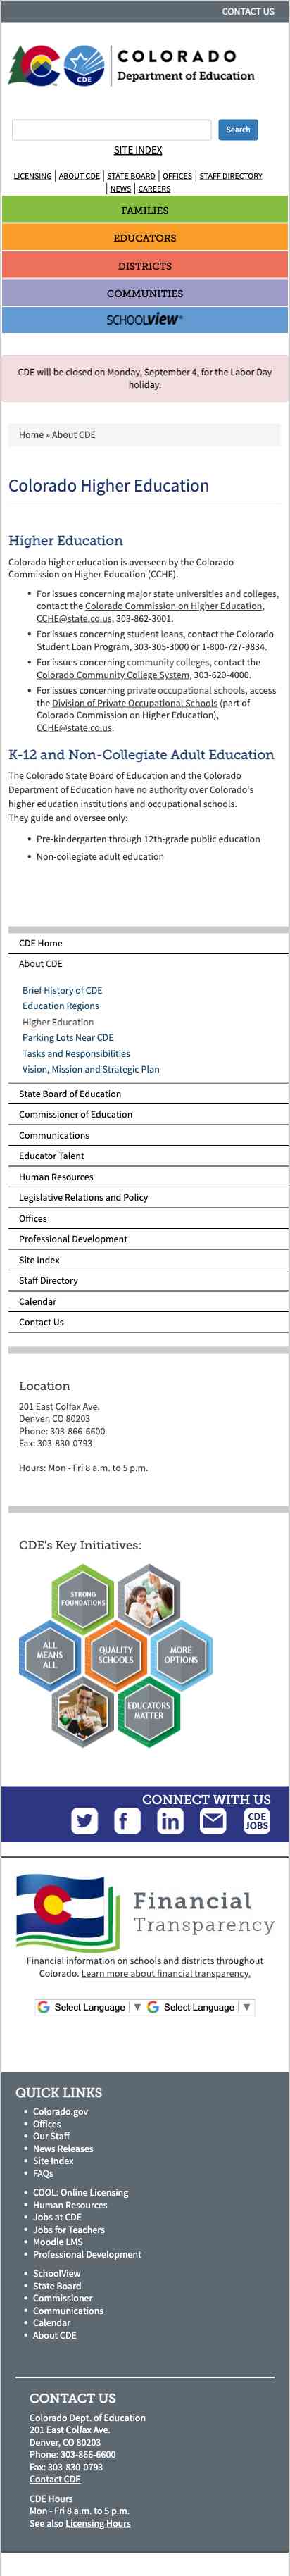 CONTACT US
CDE
COLORADO
Department of Education
Search
SITE INDEX
LICENSING | ABOUT CDE | STATE BOARD | OFFICES | STAFF DIRECTORY
| NEWS | CAREERS
FAMILIES
EDUCATORS
DISTRICTS
COMMUNITIES
SCHOOLVIEW®
CDE will be closed on Monday, September 4, for the Labor Day
holiday.
Home » About CDE
Colorado Higher Education
Higher Education
Colorado higher education is overseen by the Colorado
Commission on Higher Education (CCHE).
• For issues concerning major state universities and colleges,
contact the Colorado Commission on Higher Education,
CCHE@state.co.us, 303-862-3001.
• For issues concerning student loans, contact the Colorado
Student Loan Program, 303-305-3000 or 1-800-727-9834.
• For issues concerning community colleges, contact the
Colorado Community College System, 303-620-4000.
• For issues concerning private occupational schools, access
the Division of Private Occupational Schools (part of
Colorado Commission on Higher Education),
CCHE@state.co.us.
K-12 and Non-Collegiate Adult Education
The Colorado State Board of Education and the Colorado
Department of Education have no authority over Colorado's
higher education institutions and occupational schools.
They guide and oversee only:
• Pre-kindergarten through 12th-grade public education
• Non-collegiate adult education
CDE Home
About CDE
Brief History of CDE
Education Regions
Higher Education
Parking Lots Near CDE
Tasks and Responsibilities
Vision, Mission and Strategic Plan
State Board of Education
Commissioner of Education
Communications
Educator Talent
Human Resources
Legislative Relations and Policy
Offices
Professional Development
Site Index
Staff Directory
Calendar
Contact Us
Location
201 East Colfax Ave.
Denver, CO 80203
Phone: 303-866-6600
Fax: 303-830-0793
Hours: Mon - Fri 8 a.m. to 5 p.m.
CDE's Key Initiatives:
STRONG
FOUNDATIONS
ALL
MEANS
ALL
QUALITY
SCHOOLS
MORE
OPTIONS
EDUCATORS
MATTER
CONNECT WITH US
CDE
JOBS
Financial
Transparency
Financial information on schools and districts throughout
Colorado. Learn more about financial transparency.
Select Language ▼ Select Language ▼
QUICK LINKS
• Colorado.gov
• Offices
• Our Staff
• News Releases
• Site Index
• FAQs
• COOL: Online Licensing
• Human Resources
• Jobs at CDE
• Jobs for Teachers
• Moodle LMS
• Professional Development
• SchoolView
• State Board
• Commissioner
• Communications
• Calendar
• About CDE
CONTACT US
Colorado Dept. of Education
201 East Colfax Ave.
Denver, CO 80203
Phone: 303-866-6600
Fax: 303-830-0793
Contact CDE
CDE Hours
Mon - Fri 8 a.m. to 5 p.m.
See also Licensing Hours